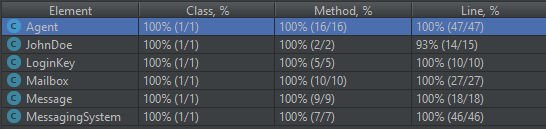 Element Class, % Method, % Line, %
C Agent 100% (1/1) 100% (16/16) 100% (47/47)
C JohnDoe 100% (1/1) 100% (2/2) 93% (14/15)
C LoginKey 100% (1/1) 100% (5/5) 100% (10/10)
C Mailbox 100% (1/1) 100% (10/10) 100% (27/27)
C Message 100% (1/1) 100% (9/9) 100% (18/18)
C MessagingSystem 100% (1/1) 100% (7/7) 100% (46/46)